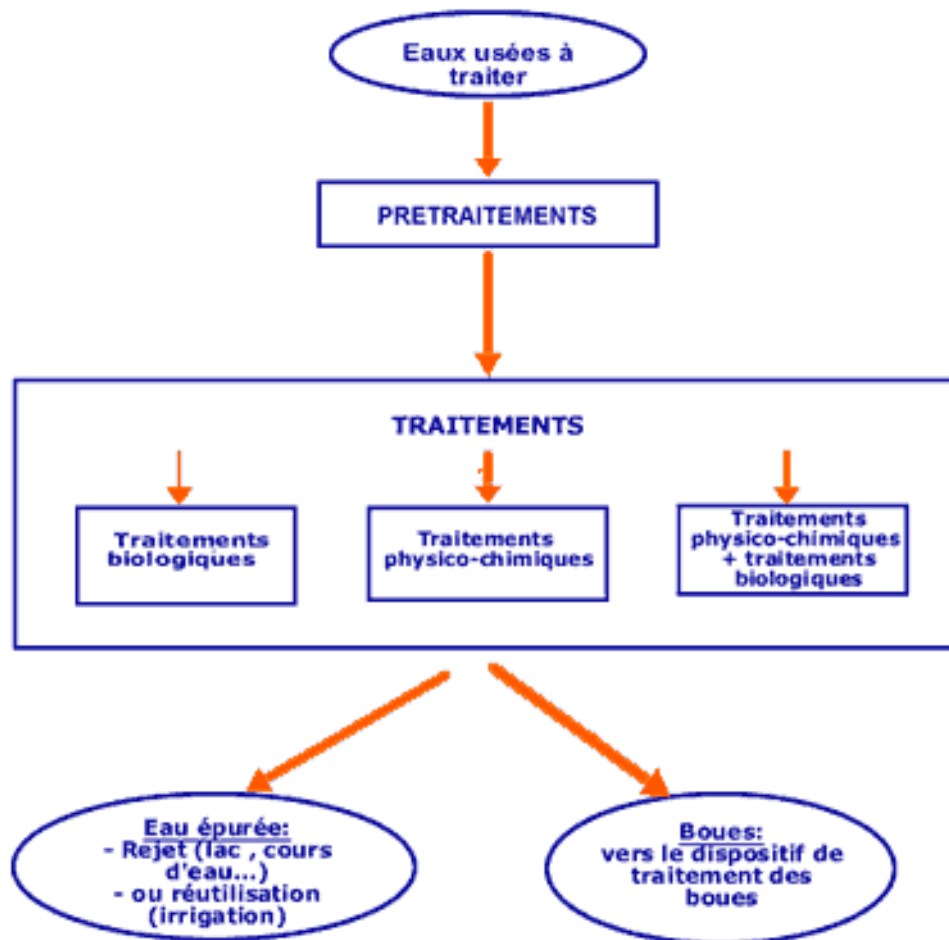 Eaux usées à
traiter
PRETRAITEMENTS
TRAITEMENTS
Traitements
biologiques
Traitements
physico-chimiques
Traitements
physico-chimiques
+ traitements
biologiques
Eau épurée:
- Rejet (lac , cours
d'eau...)
- ou réutilisation
(irrigation)
Boues:
vers le dispositif de
traitement des
boues